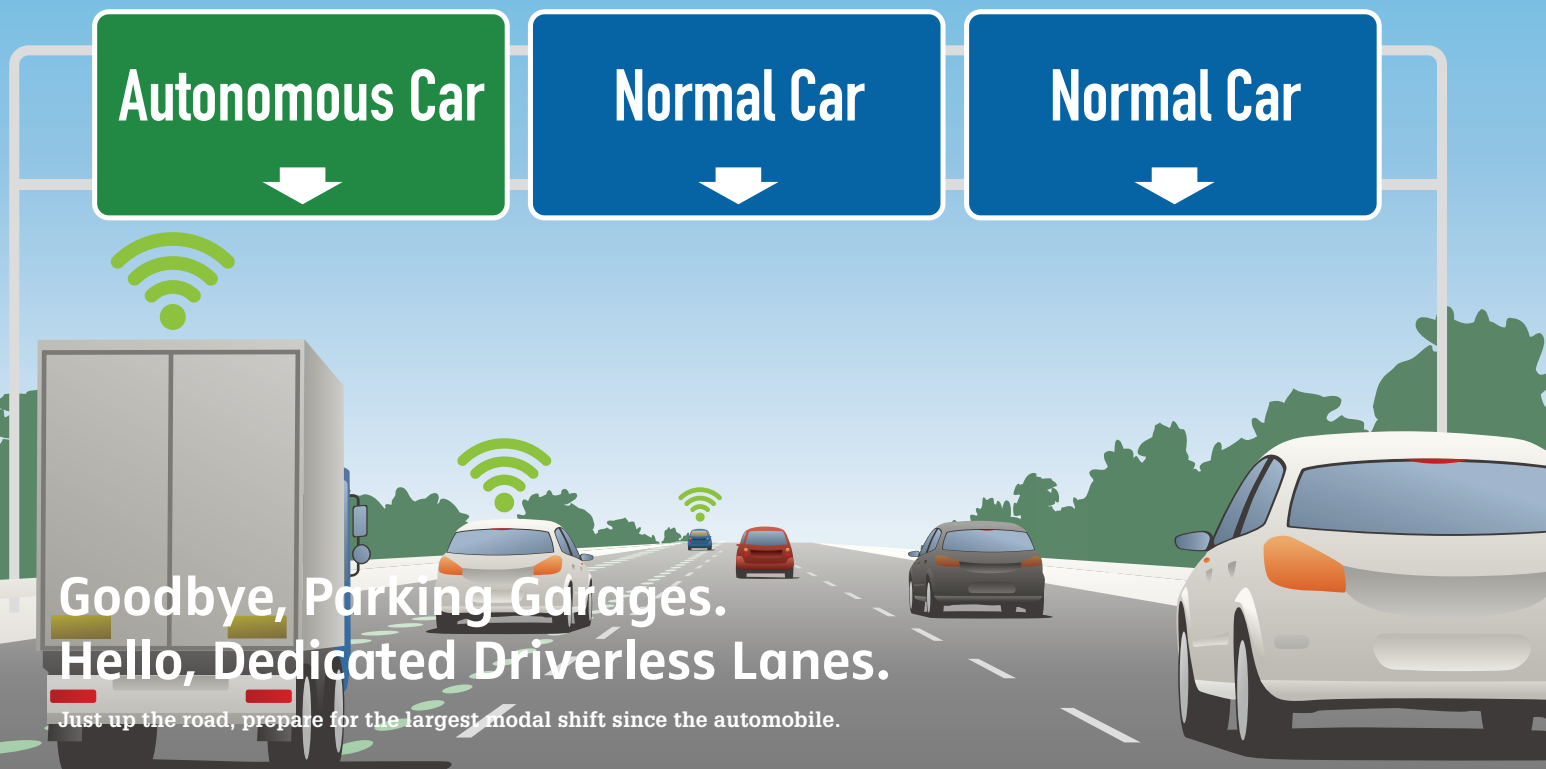 Autonomous Car
Normal Car
Normal Car
Goodbye, Parking Garages.
Hello, Dedicated Driverless Lanes.
Just up the road, prepare for the largest modal shift since the automobile.